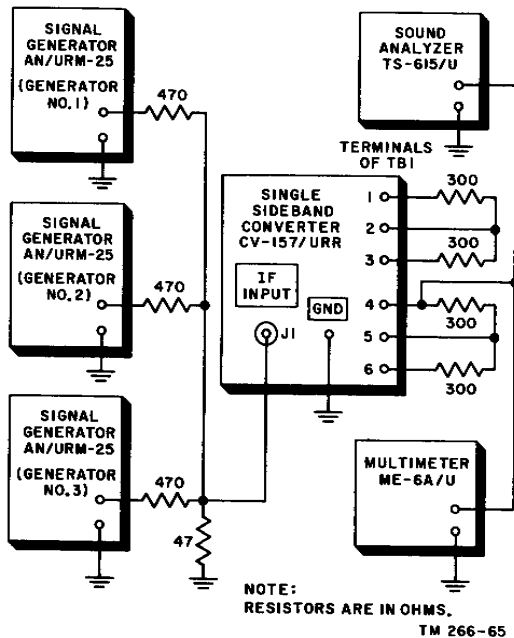 SIGNAL
GENERATOR
AN/URM-25
(GENERATOR
NO.1)
470
SIGNAL
GENERATOR
AN/URM-25
(GENERATOR
NO.2)
470
SIGNAL
GENERATOR
AN/URM-25
(GENERATOR
NO.3)
470
47
SOUND
ANALYZER
TS-615/U
TERMINALS
OF TB1
SINGLE
SIDEBAND
CONVERTER
CV-157/URR
IF
INPUT
J1
GND
1
2
3
4
5
6
300
300
300
300
MULTIMETER
ME-6A/U
NOTE:
RESISTORS ARE IN OHMS.
TM 266-65